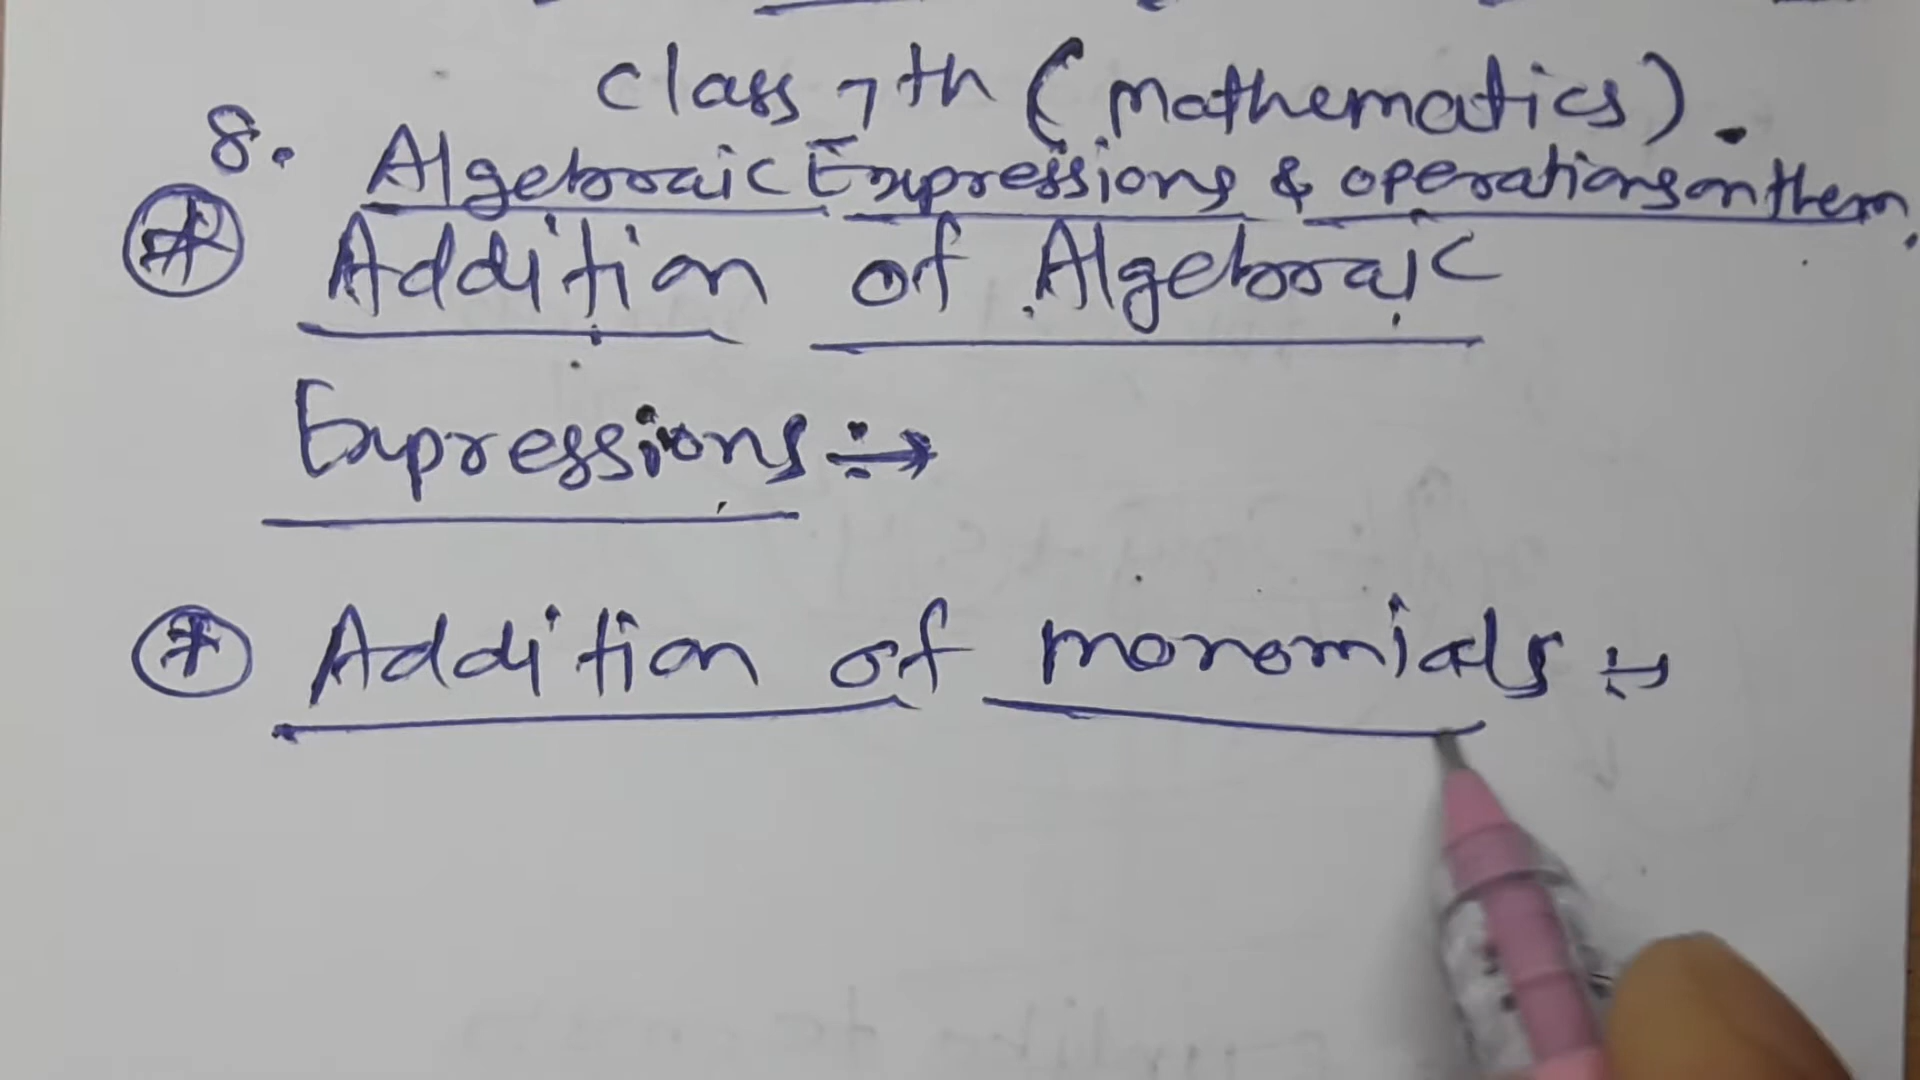 Class 7th (Mathematics).
8. Algebraic Expressions & operations on them.
* Addition of Algebraic
Expressions :→
* Addition of monomials :→